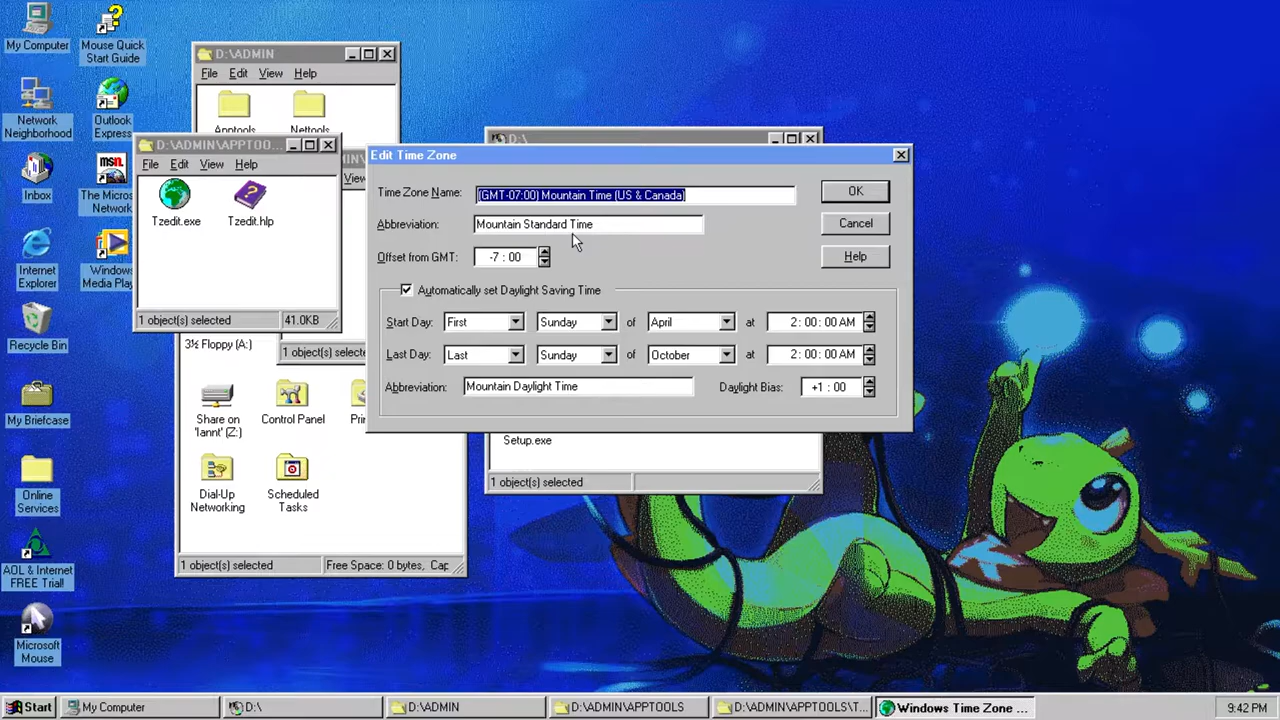 My Computer
Mouse Quick
Start Guide
Network
Neighborhood
Outlook
Express
Inbox
The Micros
Network
Internet
Explorer
Windows
Media Play
Recycle Bin
My Briefcase
Online
Services
AOL & Internet
FREE Trial!
Microsoft
Mouse
D:\ADMIN
File Edit View Help
Apptools Nettools
D:\ADMIN\APPTOO...
File Edit View Help
Tzedit.exe Tzedit.hlp
1 object(s) selected 41.0KB
View
1 object(s) selecte
3½ Floppy (A:)
Share on
'Iannt' (Z:)
Control Panel
Prin
Dial-Up
Networking
Scheduled
Tasks
1 object(s) selected Free Space: 0 bytes, Cap
D:\
Setup.exe
1 object(s) selected
Edit Time Zone
Time Zone Name: (GMT-07:00) Mountain Time (US & Canada)
OK
Abbreviation: Mountain Standard Time
Cancel
Offset from GMT: -7 : 00
Help
Automatically set Daylight Saving Time
Start Day: First Sunday of April at 2: 00: 00 AM
Last Day: Last Sunday of October at 2: 00: 00 AM
Abbreviation: Mountain Daylight Time Daylight Bias: +1 : 00
Start My Computer D:\ D:\ADMIN D:\ADMIN\APPTOOLS D:\ADMIN\APPTOOLS\T... Windows Time Zone ... 9:42 PM